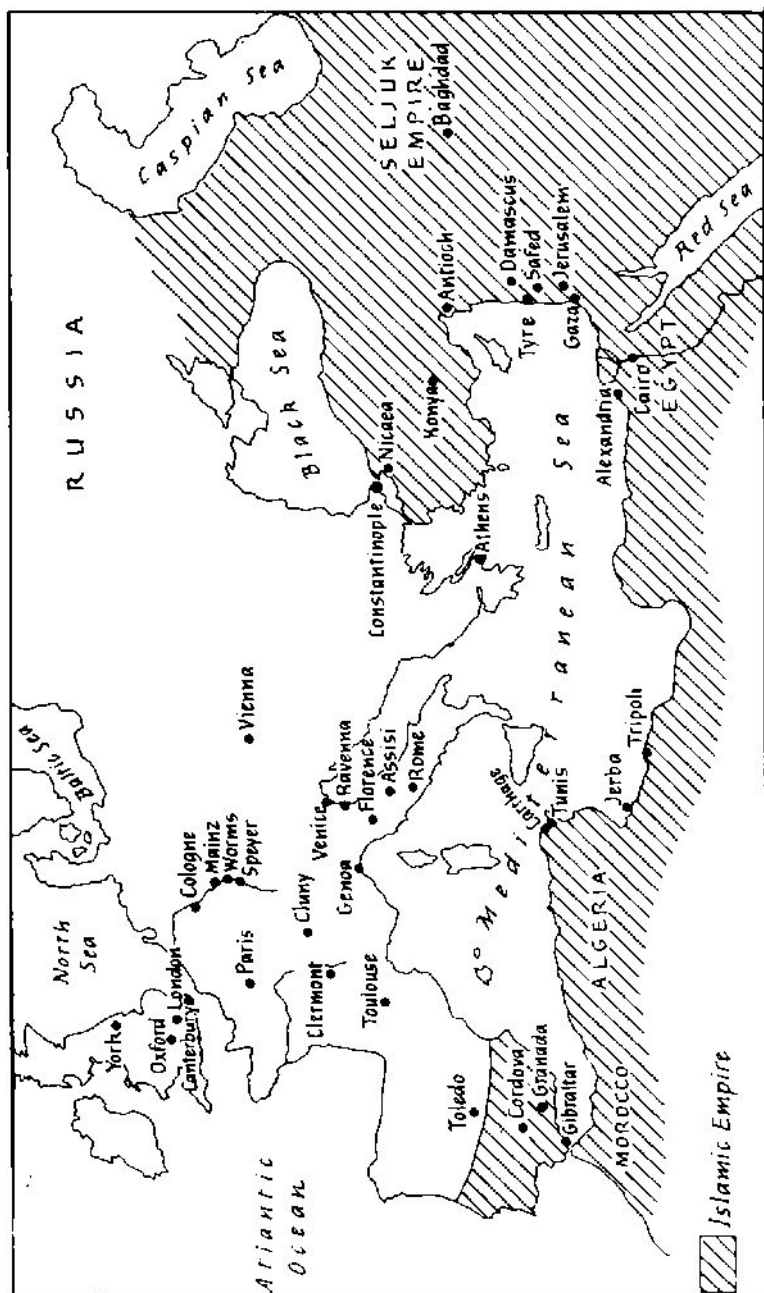 RUSSIA
Caspian Sea
Black Sea
SELJUK
EMPIRE
Baghdad
Baltic Sea
North
Sea
York
Oxford
London
Canterbury
Cologne
Mainz
Worms
Speyer
Paris
Vienna
Atlantic
Ocean
Cluny
Clermont
Toulouse
Venice
Ravenna
Genoa
Florence
Assisi
Rome
Constantinople
Nicaea
Konya
Athens
Antioch
Damascus
Tyre
Safed
Jerusalem
Gaza
Toledo
Cordova
Granada
Gibraltar
Mediterranean Sea
Carthage
Tunis
Jerba
Tripoli
Alexandria
Cairo
EGYPT
Red Sea
MOROCCO
ALGERIA
Islamic Empire